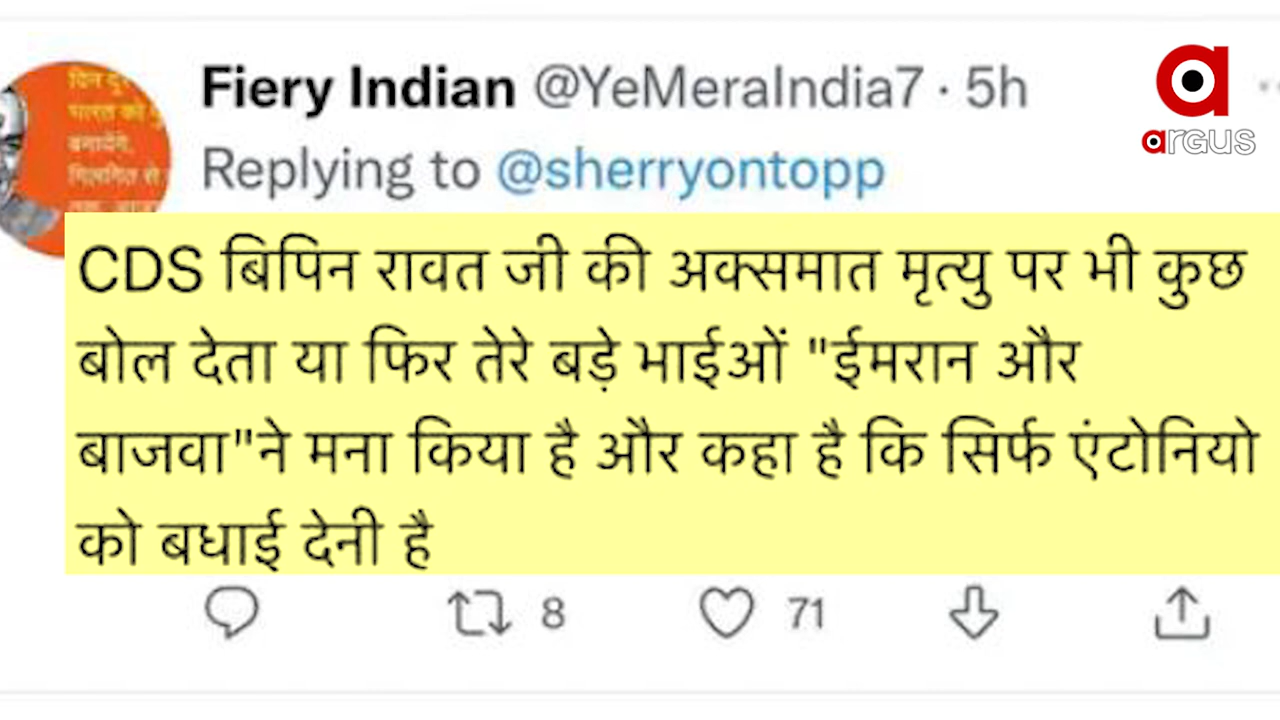 Fiery Indian @YeMeraIndia7 · 5h
Replying to @sherryontopp
CDS बिपिन रावत जी की अक्समात मृत्यु पर भी कुछ
बोल देता या फिर तेरे बड़े भाईओं "ईमरान और
बाजवा"ने मना किया है और कहा है कि सिर्फ एंटोनियो
को बधाई देनी है
8 71
argus